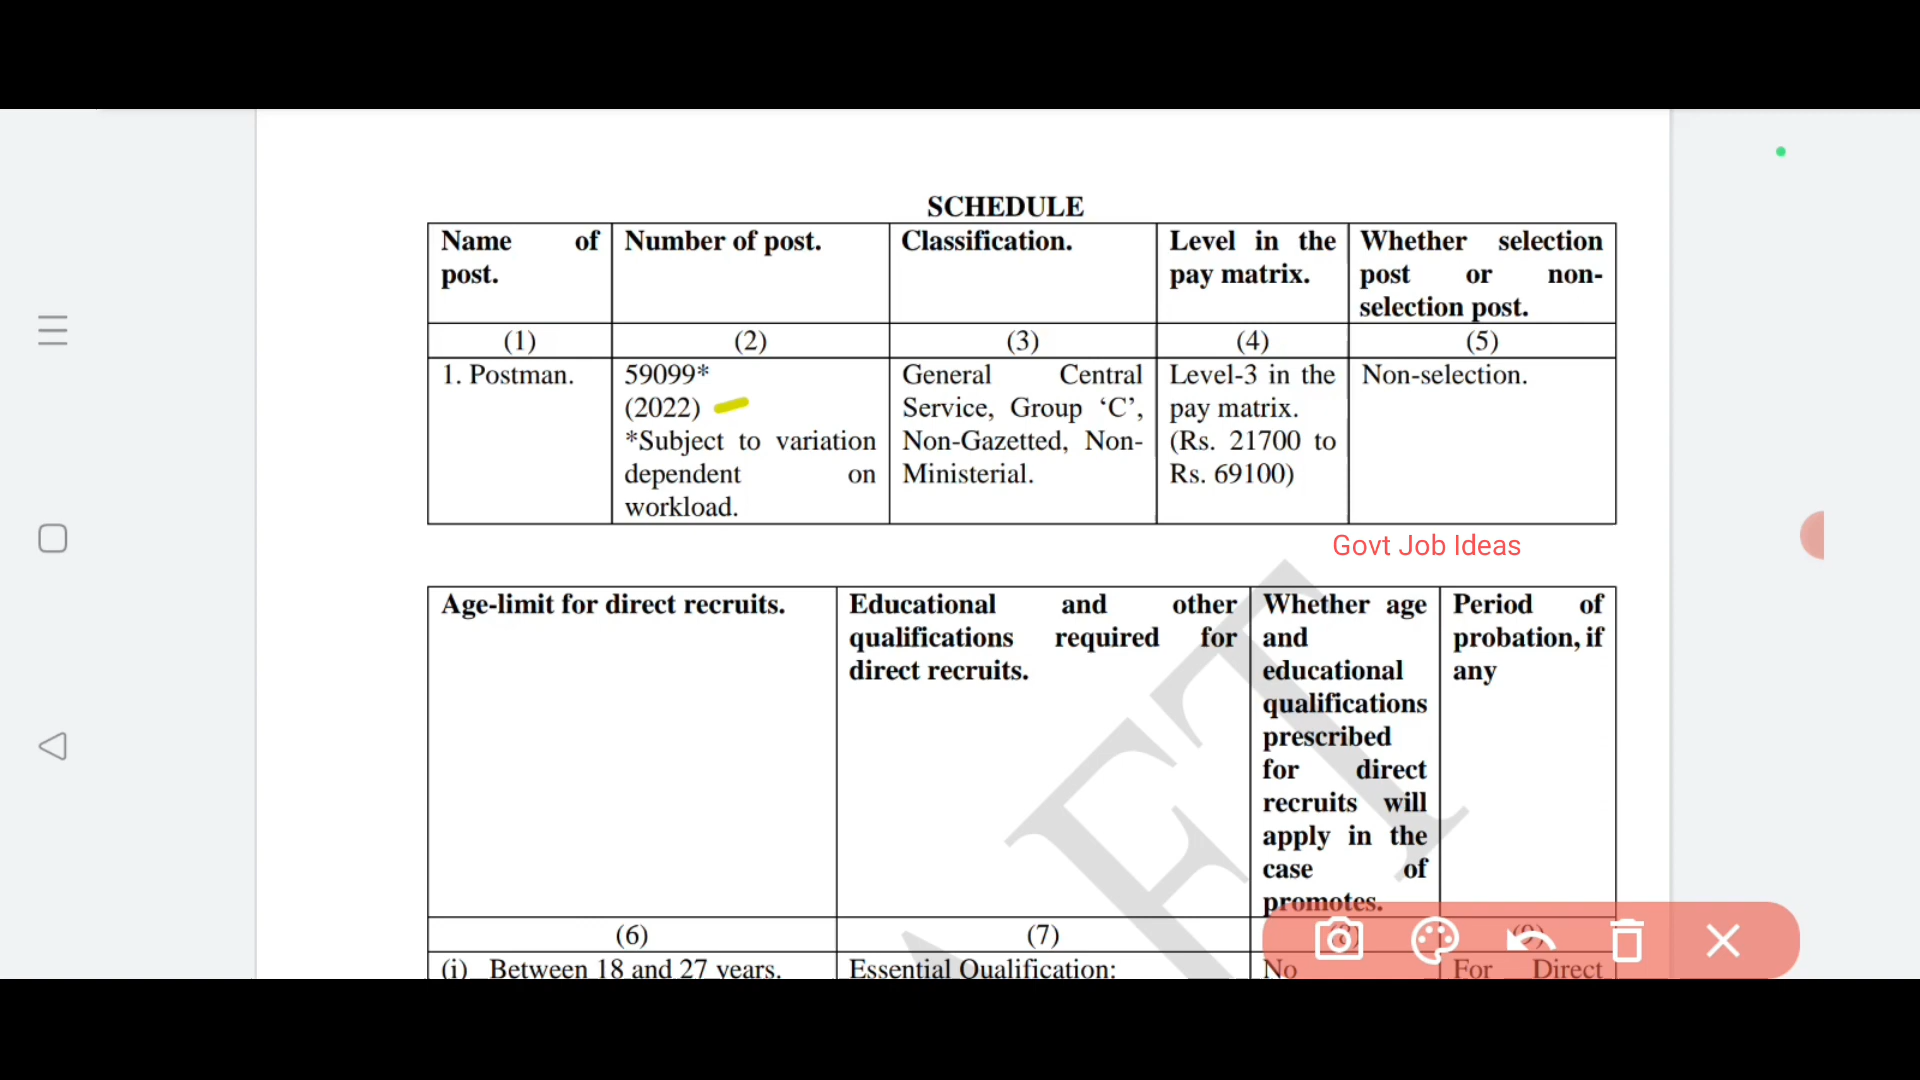 SCHEDULE
Name of Number of post. Classification. Level in the Whether selection
post. pay matrix. post or non-
selection post.
(1) (2) (3) (4) (5)
1. Postman. 59099* General Central Level-3 in the Non-selection.
(2022) Service, Group ‘C’, pay matrix.
*Subject to variation Non-Gazetted, Non- (Rs. 21700 to
dependent on Ministerial. Rs. 69100)
workload.
Govt Job Ideas
Age-limit for direct recruits. Educational and other Whether age Period of
qualifications required for and probation, if
direct recruits. educational any
qualifications
prescribed
for direct
recruits will
apply in the
case of
promotes.
(6) (7) (8) (9)
(i) Between 18 and 27 years. Essential Qualification: No For Direct